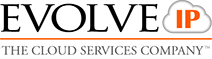 EVOLVE IP
THE CLOUD SERVICES COMPANY™